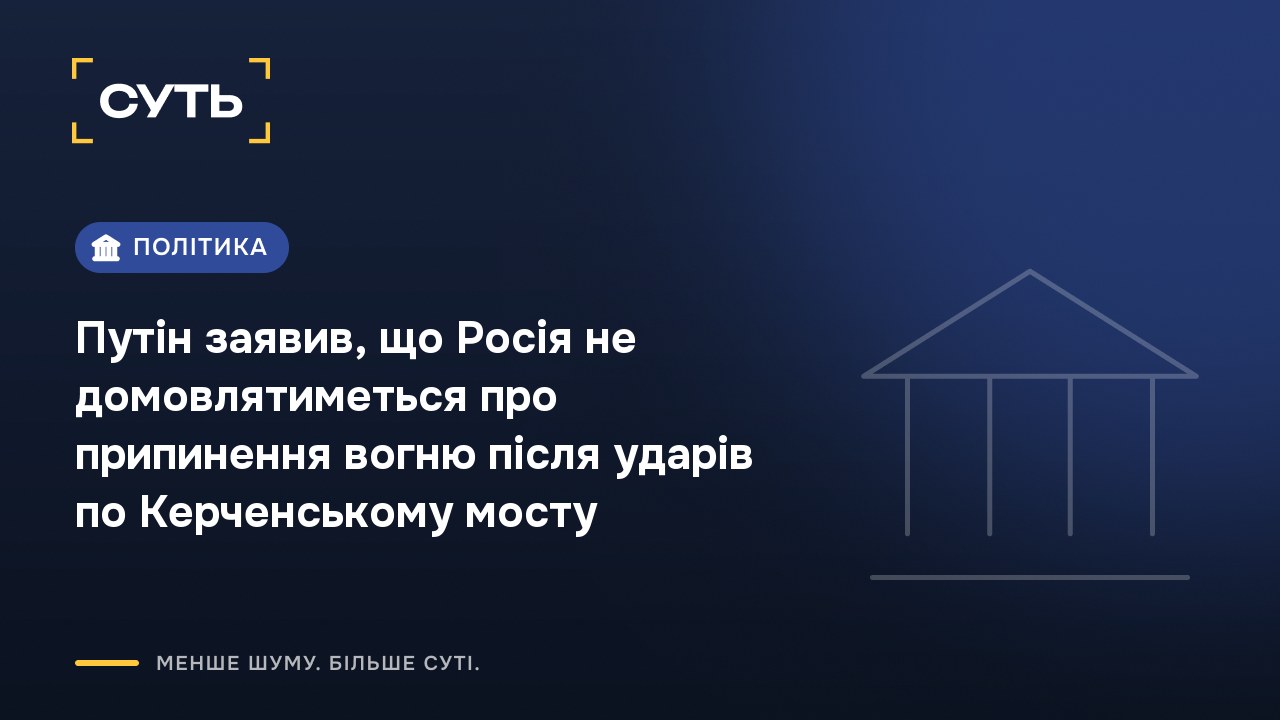 СУТЬ
ПОЛІТИКА
Путін заявив, що Росія не
домовлятиметься про
припинення вогню після ударів
по Керченському мосту
МЕНШЕ ШУМУ. БІЛЬШЕ СУТІ.